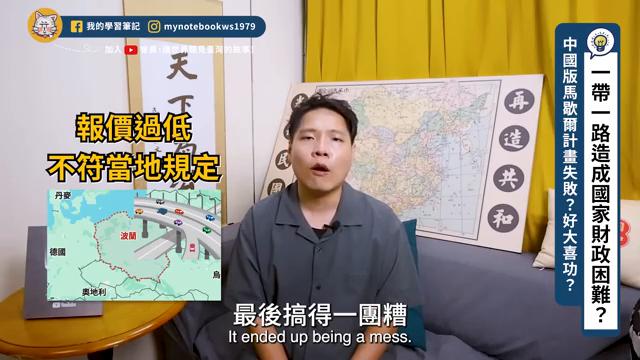 我的學習筆記 mynotebookws1979
加入
天
下
報價過低
不符當地規定
丹麥
波蘭
德國
奧地利
烏
民
國
再
造
共
和
一帶一路造成國家財政困難？
中國版馬歇爾計畫失敗？好大喜功？
最後搞得一團糟
It ended up being a mess.